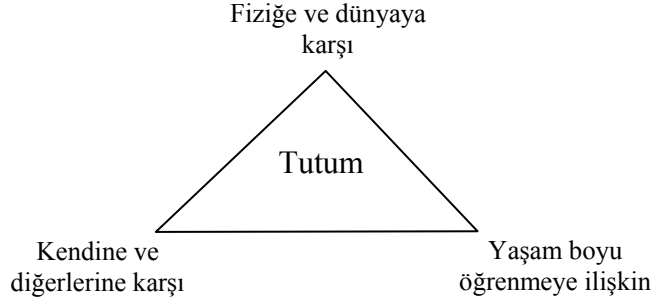 Fiziğe ve dünyaya
karşı
Tutum
Kendine ve
diğerlerine karşı
Yaşam boyu
öğrenmeye ilişkin